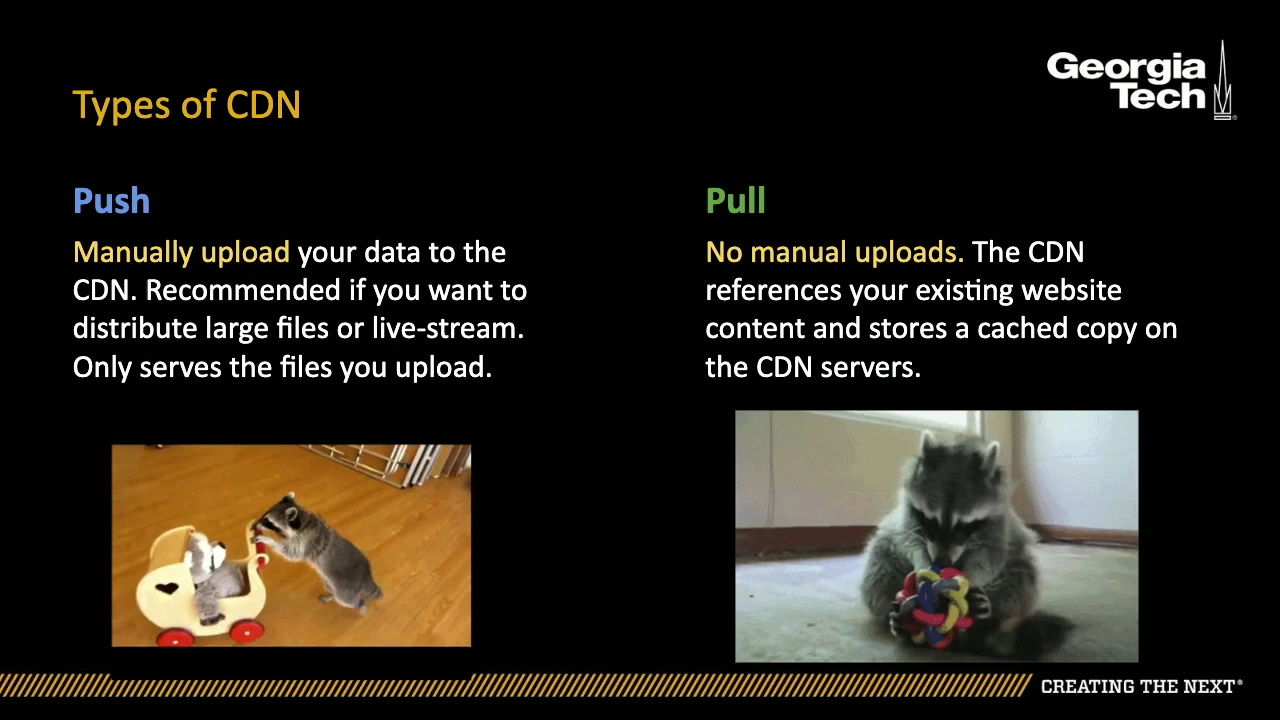 Georgia
Tech
Types of CDN
Push
Manually upload your data to the
CDN. Recommended if you want to
distribute large files or live-stream.
Only serves the files you upload.
Pull
No manual uploads. The CDN
references your existing website
content and stores a cached copy on
the CDN servers.
CREATING THE NEXT®